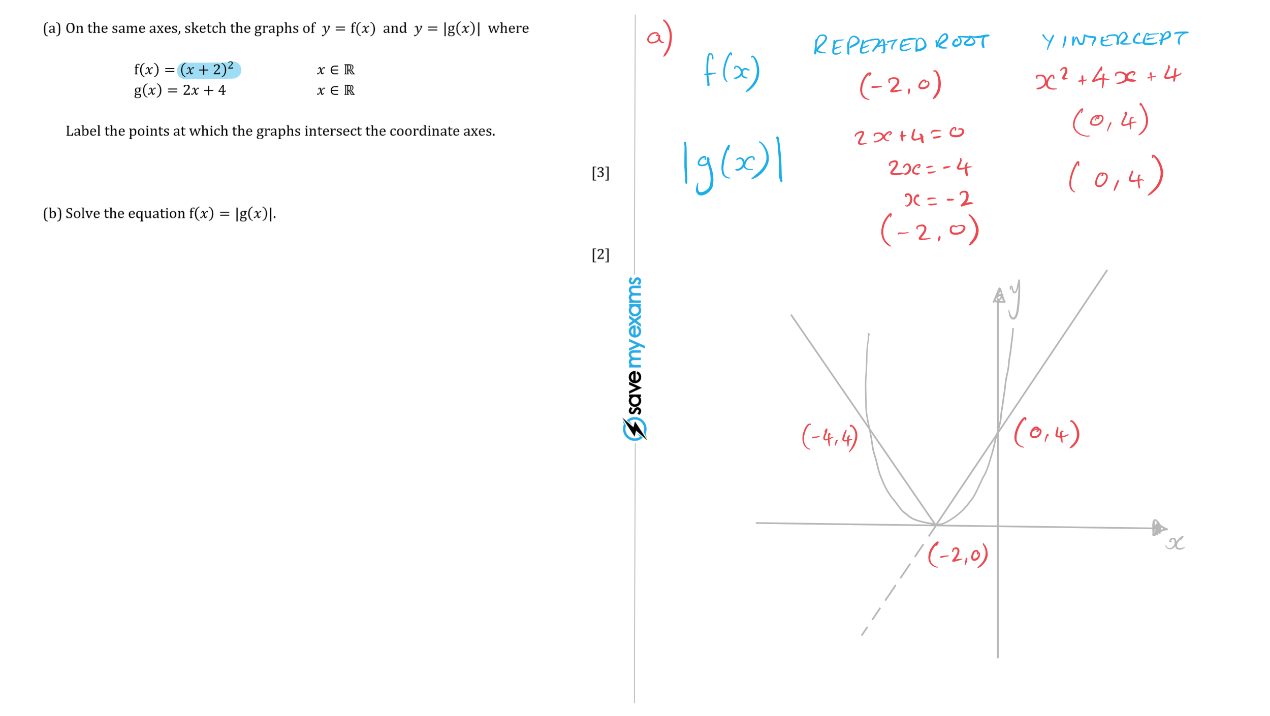 (a) On the same axes, sketch the graphs of y = f(x) and y = |g(x)| where
f(x) = (x + 2)² x ∈ ℝ
g(x) = 2x + 4 x ∈ ℝ
Label the points at which the graphs intersect the coordinate axes.
[3]
(b) Solve the equation f(x) = |g(x)|.
[2]
save my exams
a)
REPEATED ROOT Y INTERCEPT
f(x) (-2,0) x² + 4x + 4
(0,4)
|g(x)| 2x+4=0 (0,4)
2x=-4
x=-2
(-2,0)
y
(-4,4) (0,4)
(-2,0)
x